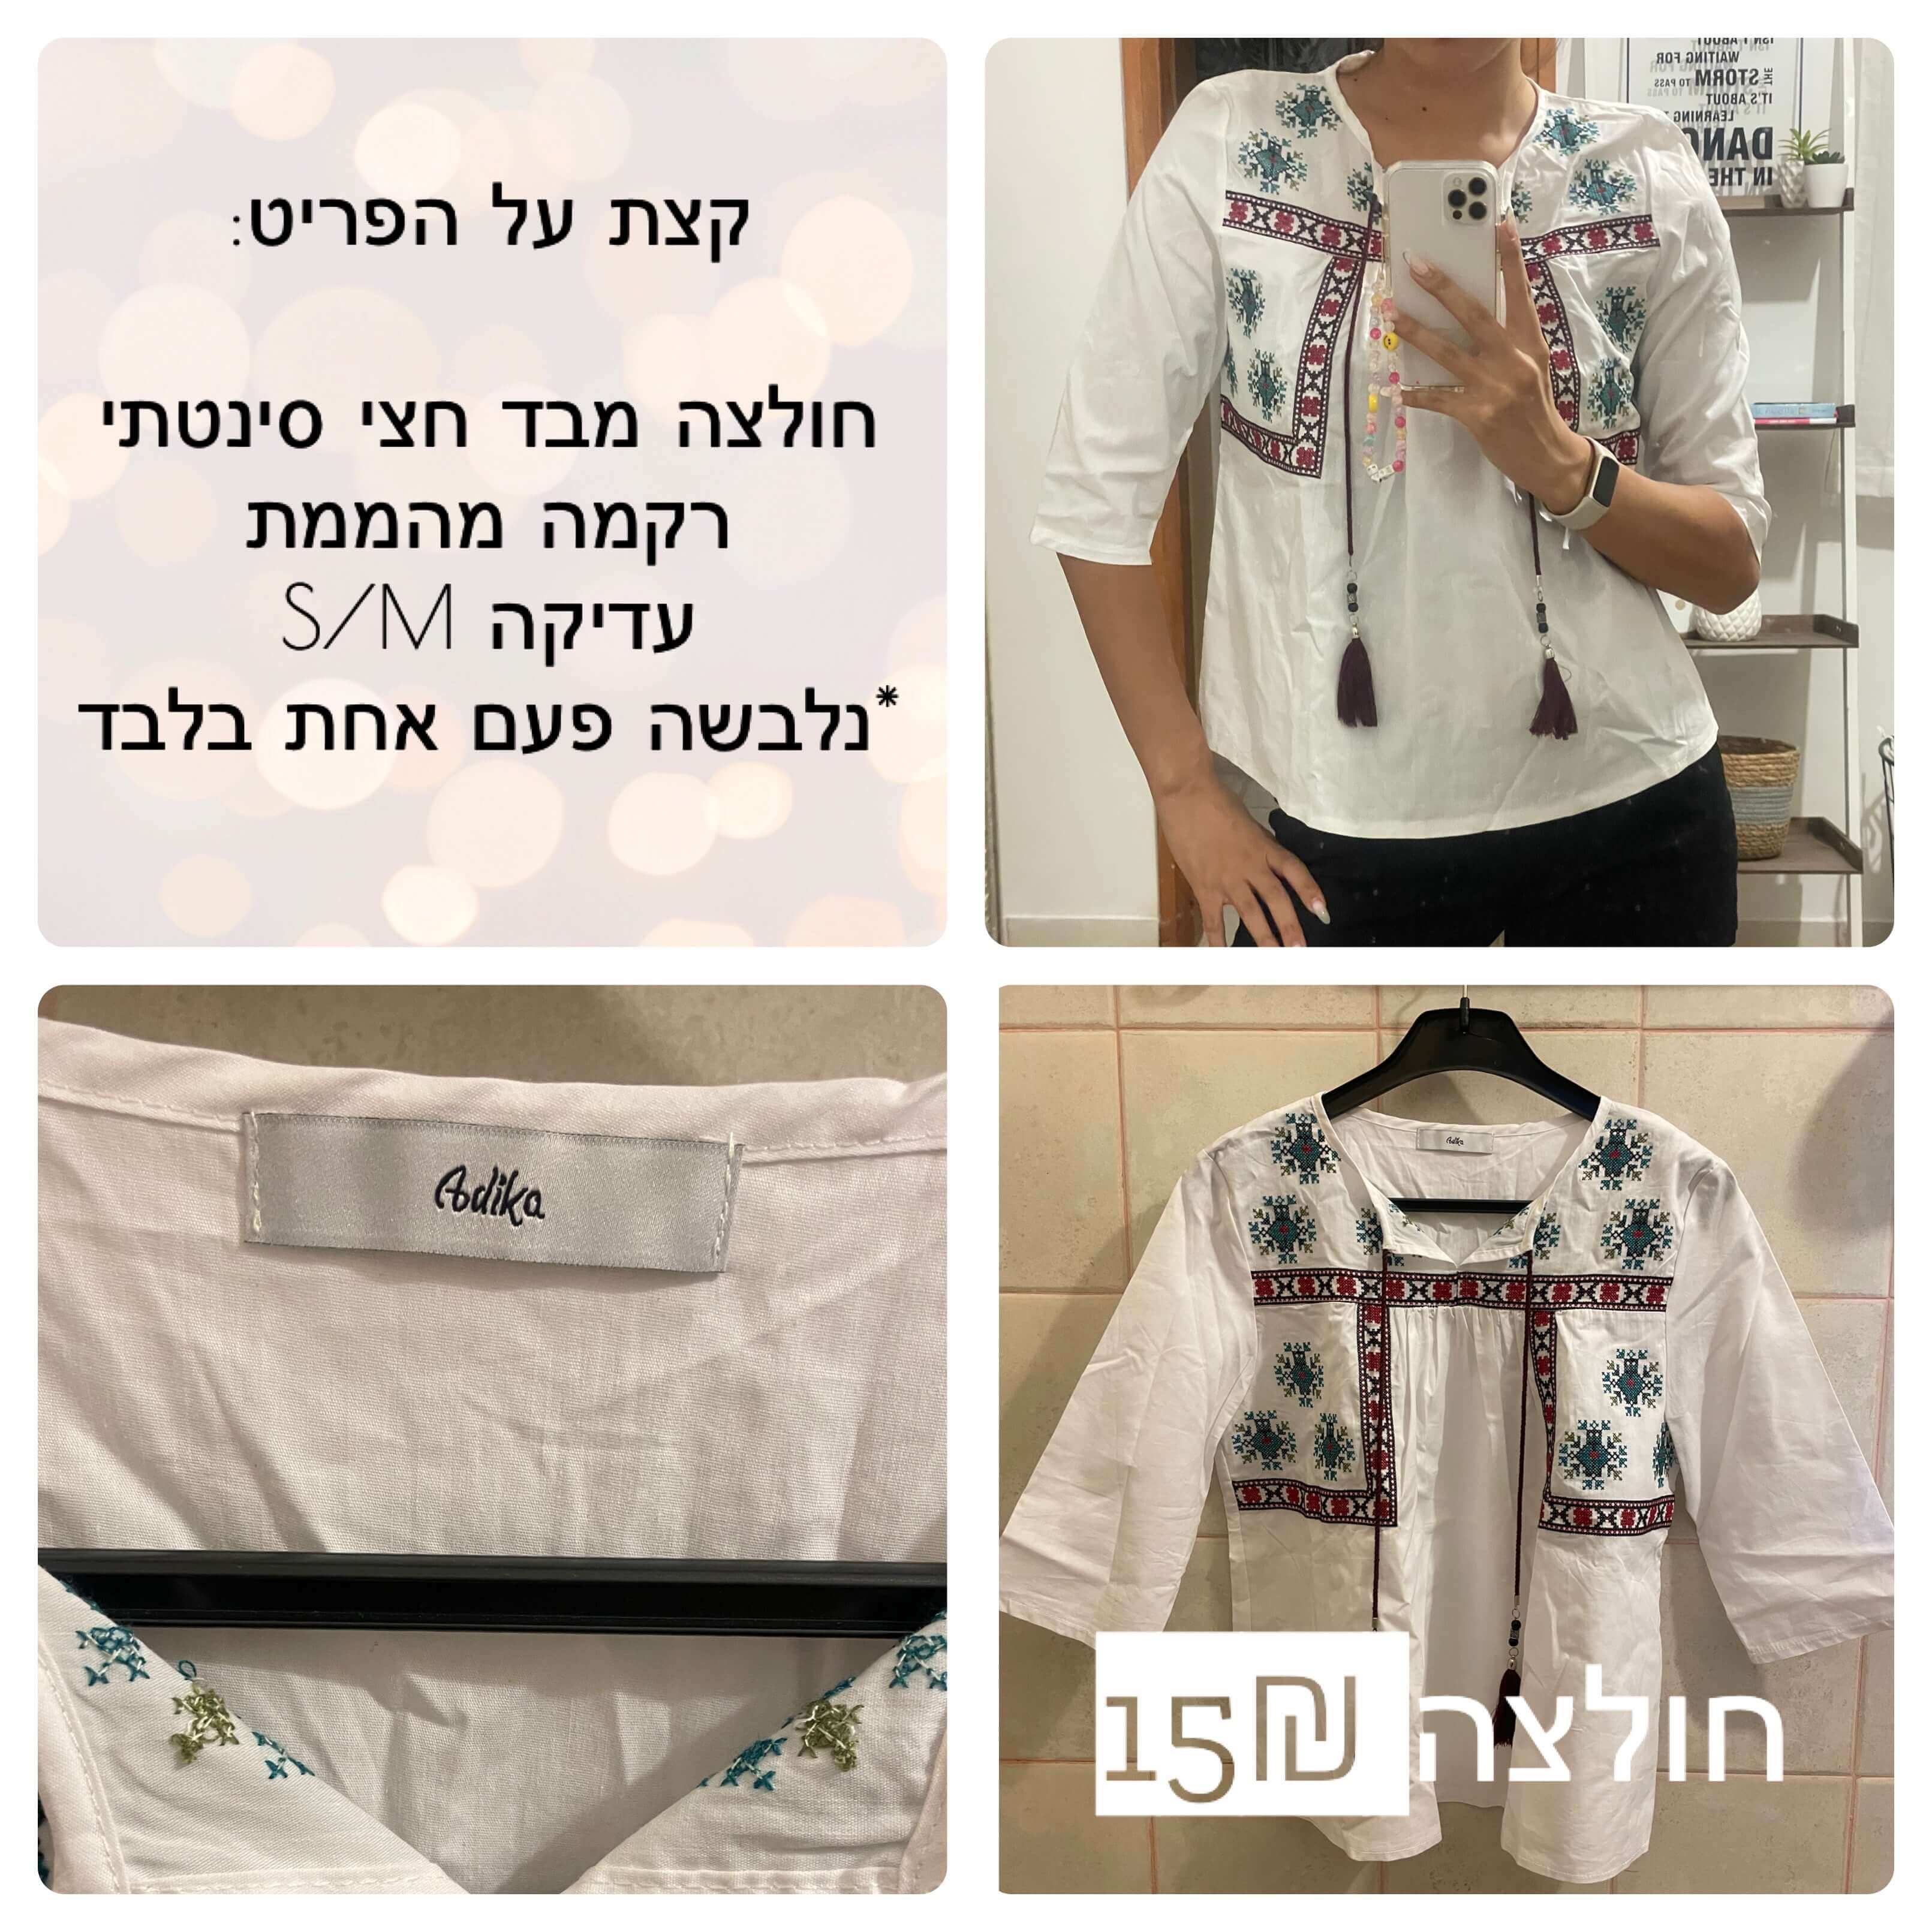 קצת על הפריט:
חולצה מבד חצי סינטתי
רקמה מהממת
עדיקה S/M
*נלבשה פעם אחת בלבד
ISN'T ABOUT
WAITING FOR
THE STORM TO PASS
IT'S ABOUT
LEARNING
DANC
IN THE
Adika
Adika
חולצה 15₪